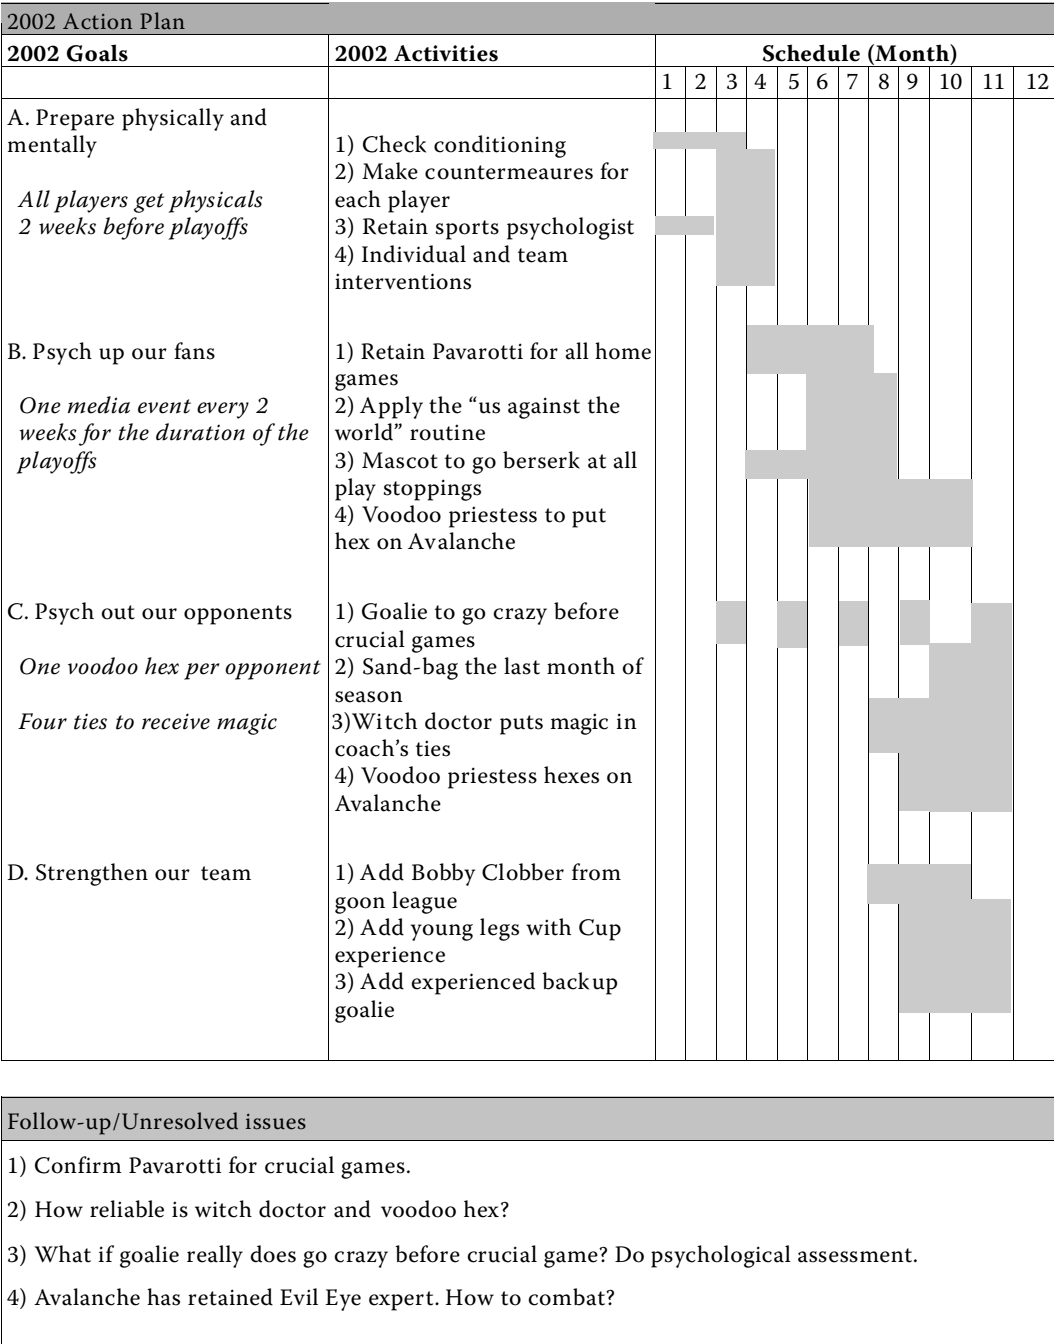 2002 Action Plan
2002 Goals 2002 Activities Schedule (Month)
1 2 3 4 5 6 7 8 9 10 11 12
A. Prepare physically and
mentally
All players get physicals
2 weeks before playoffs
1) Check conditioning
2) Make countermeaures for
each player
3) Retain sports psychologist
4) Individual and team
interventions
B. Psych up our fans
One media event every 2
weeks for the duration of the
playoffs
1) Retain Pavarotti for all home
games
2) Apply the “us against the
world” routine
3) Mascot to go berserk at all
play stoppings
4) Voodoo priestess to put
hex on Avalanche
C. Psych out our opponents
One voodoo hex per opponent
Four ties to receive magic
1) Goalie to go crazy before
crucial games
2) Sand-bag the last month of
season
3)Witch doctor puts magic in
coach’s ties
4) Voodoo priestess hexes on
Avalanche
D. Strengthen our team
1) Add Bobby Clobber from
goon league
2) Add young legs with Cup
experience
3) Add experienced backup
goalie
Follow-up/Unresolved issues
1) Confirm Pavarotti for crucial games.
2) How reliable is witch doctor and voodoo hex?
3) What if goalie really does go crazy before crucial game? Do psychological assessment.
4) Avalanche has retained Evil Eye expert. How to combat?